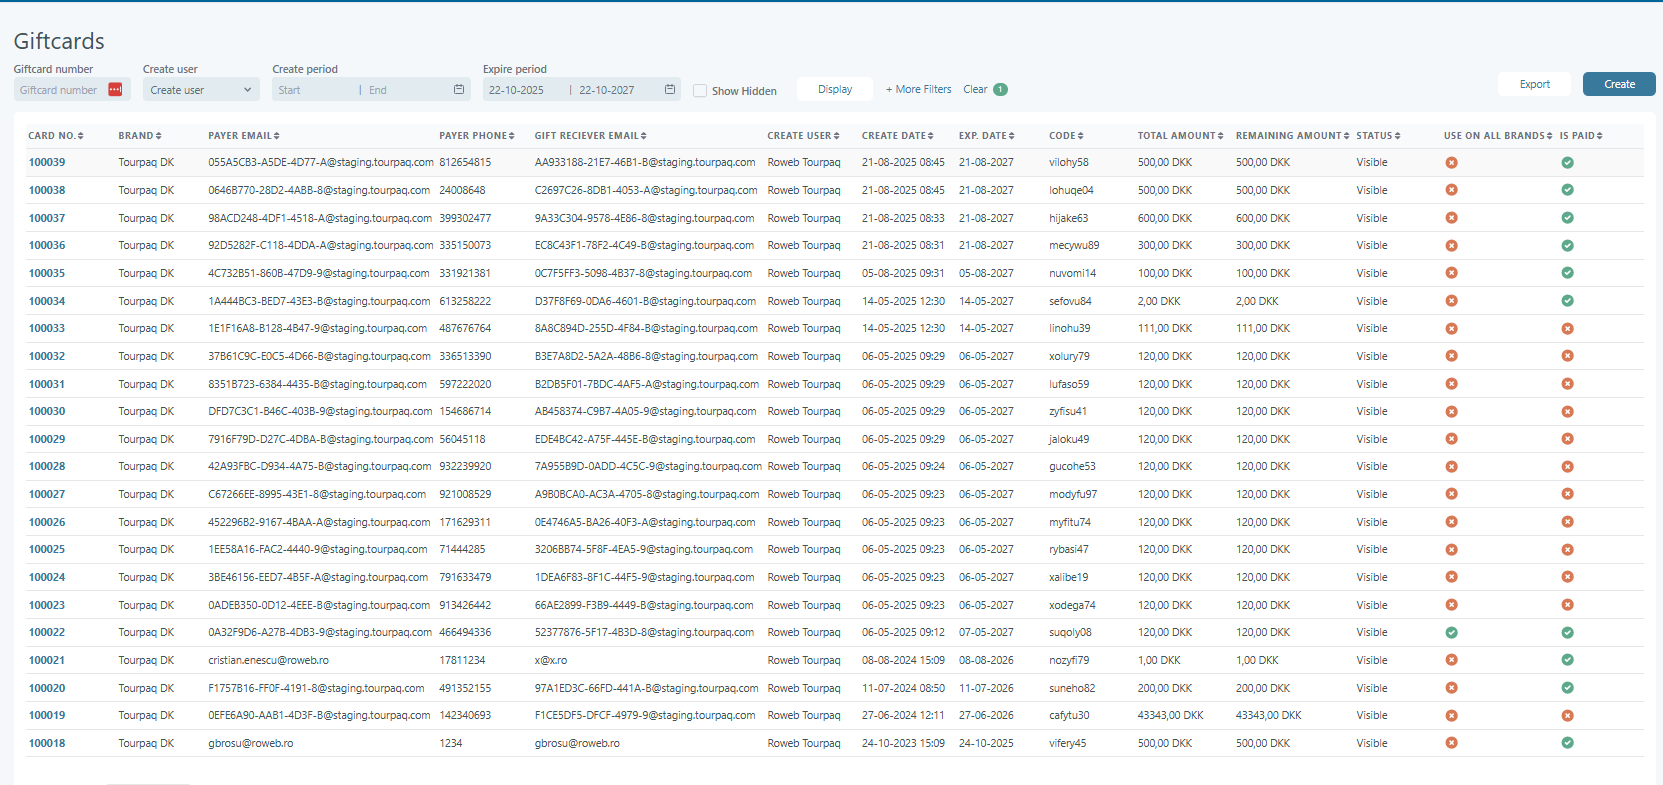 Giftcards
Giftcard number Create user Create period Expire period
Giftcard number Create user Start | End 22-10-2025 | 22-10-2027 Show Hidden Display + More Filters Clear 1 Export Create
CARD NO. BRAND PAYER EMAIL PAYER PHONE GIFT RECIEVER EMAIL CREATE USER CREATE DATE EXP. DATE CODE TOTAL AMOUNT REMAINING AMOUNT STATUS USE ON ALL BRANDS IS PAID
100039 Tourpaq DK 055A5CB3-A5DE-4D77-A@staging.tourpaq.com 812654815 AA933188-21E7-46B1-B@staging.tourpaq.com Roweb Tourpaq 21-08-2025 08:45 21-08-2027 vilohy58 500,00 DKK 500,00 DKK Visible
100038 Tourpaq DK 0646B770-28D2-4ABB-8@staging.tourpaq.com 24008648 C2697C26-8DB1-4053-A@staging.tourpaq.com Roweb Tourpaq 21-08-2025 08:45 21-08-2027 lohuqe04 500,00 DKK 500,00 DKK Visible
100037 Tourpaq DK 98ACD248-4DF1-4518-A@staging.tourpaq.com 399302477 9A33C304-9578-4E86-8@staging.tourpaq.com Roweb Tourpaq 21-08-2025 08:33 21-08-2027 hijake63 600,00 DKK 600,00 DKK Visible
100036 Tourpaq DK 92D5282F-C118-4DDA-A@staging.tourpaq.com 335150073 EC8C43F1-78F2-4C49-B@staging.tourpaq.com Roweb Tourpaq 21-08-2025 08:31 21-08-2027 mecywu89 300,00 DKK 300,00 DKK Visible
100035 Tourpaq DK 4C732B51-860B-47D9-9@staging.tourpaq.com 331921381 0C7F5FF3-5098-4B37-8@staging.tourpaq.com Roweb Tourpaq 05-08-2025 09:31 05-08-2027 nuvomi14 100,00 DKK 100,00 DKK Visible
100034 Tourpaq DK 1A444BC3-BED7-43E3-B@staging.tourpaq.com 613258222 D37F8F69-0DA6-4601-B@staging.tourpaq.com Roweb Tourpaq 14-05-2025 12:30 14-05-2027 sefovu84 2,00 DKK 2,00 DKK Visible
100033 Tourpaq DK 1E1F16A8-B128-4B47-9@staging.tourpaq.com 487676764 8A8C894D-255D-4F84-B@staging.tourpaq.com Roweb Tourpaq 14-05-2025 12:30 14-05-2027 linohu39 111,00 DKK 111,00 DKK Visible
100032 Tourpaq DK 37B61C9C-E0C5-4D66-B@staging.tourpaq.com 336513390 B3E7A8D2-5A2A-48B6-8@staging.tourpaq.com Roweb Tourpaq 06-05-2025 09:29 06-05-2027 xolury79 120,00 DKK 120,00 DKK Visible
100031 Tourpaq DK 8351B723-6384-4435-B@staging.tourpaq.com 597222020 B2DB5F01-7BDC-4AF5-A@staging.tourpaq.com Roweb Tourpaq 06-05-2025 09:29 06-05-2027 lufaso59 120,00 DKK 120,00 DKK Visible
100030 Tourpaq DK DFD7C3C1-B46C-403B-9@staging.tourpaq.com 154686714 AB458374-C9B7-4A05-9@staging.tourpaq.com Roweb Tourpaq 06-05-2025 09:29 06-05-2027 zyfisu41 120,00 DKK 120,00 DKK Visible
100029 Tourpaq DK 7916F79D-D27C-4DBA-B@staging.tourpaq.com 56045118 EDE4BC42-A75F-445E-B@staging.tourpaq.com Roweb Tourpaq 06-05-2025 09:29 06-05-2027 jaloku49 120,00 DKK 120,00 DKK Visible
100028 Tourpaq DK 42A93FBC-D934-4A75-B@staging.tourpaq.com 932239920 7A955B9D-0ADD-4C5C-9@staging.tourpaq.com Roweb Tourpaq 06-05-2025 09:24 06-05-2027 gucohe53 120,00 DKK 120,00 DKK Visible
100027 Tourpaq DK C67266EE-8995-43E1-8@staging.tourpaq.com 921008529 A9B0BCA0-AC3A-4705-8@staging.tourpaq.com Roweb Tourpaq 06-05-2025 09:23 06-05-2027 modyfu97 120,00 DKK 120,00 DKK Visible
100026 Tourpaq DK 452296B2-9167-4BAA-A@staging.tourpaq.com 171629311 0E4746A5-BA26-40F3-A@staging.tourpaq.com Roweb Tourpaq 06-05-2025 09:23 06-05-2027 myfitu74 120,00 DKK 120,00 DKK Visible
100025 Tourpaq DK 1EE58A16-FAC2-4440-9@staging.tourpaq.com 71444285 3206BB74-5F8F-4EA5-9@staging.tourpaq.com Roweb Tourpaq 06-05-2025 09:23 06-05-2027 rybasi47 120,00 DKK 120,00 DKK Visible
100024 Tourpaq DK 3BE46156-EED7-4B5F-A@staging.tourpaq.com 791633479 1DEA6F83-8F1C-44F5-9@staging.tourpaq.com Roweb Tourpaq 06-05-2025 09:23 06-05-2027 xalibe19 120,00 DKK 120,00 DKK Visible
100023 Tourpaq DK 0ADEB350-0D12-4EEE-B@staging.tourpaq.com 913426442 66AE2899-F3B9-4449-B@staging.tourpaq.com Roweb Tourpaq 06-05-2025 09:23 06-05-2027 xodega74 120,00 DKK 120,00 DKK Visible
100022 Tourpaq DK 0A32F9D6-A27B-4DB3-9@staging.tourpaq.com 466494336 52377876-5F17-4B3D-8@staging.tourpaq.com Roweb Tourpaq 06-05-2025 09:12 07-05-2027 suqoly08 120,00 DKK 120,00 DKK Visible
100021 Tourpaq DK cristian.enescu@roweb.ro 17811234 x@x.ro Roweb Tourpaq 08-08-2024 15:09 08-08-2026 nozyfi79 1,00 DKK 1,00 DKK Visible
100020 Tourpaq DK F1757B16-FF0F-4191-8@staging.tourpaq.com 491352155 97A1ED3C-66FD-441A-B@staging.tourpaq.com Roweb Tourpaq 11-07-2024 08:50 11-07-2026 suneho82 200,00 DKK 200,00 DKK Visible
100019 Tourpaq DK 0EFE6A90-AAB1-4D3F-B@staging.tourpaq.com 142340693 F1CE5DF5-DFCF-4979-9@staging.tourpaq.com Roweb Tourpaq 27-06-2024 12:11 27-06-2026 cafytu30 43343,00 DKK 43343,00 DKK Visible
100018 Tourpaq DK gbrosu@roweb.ro 1234 gbrosu@roweb.ro Roweb Tourpaq 24-10-2023 15:09 24-10-2025 vifery45 500,00 DKK 500,00 DKK Visible